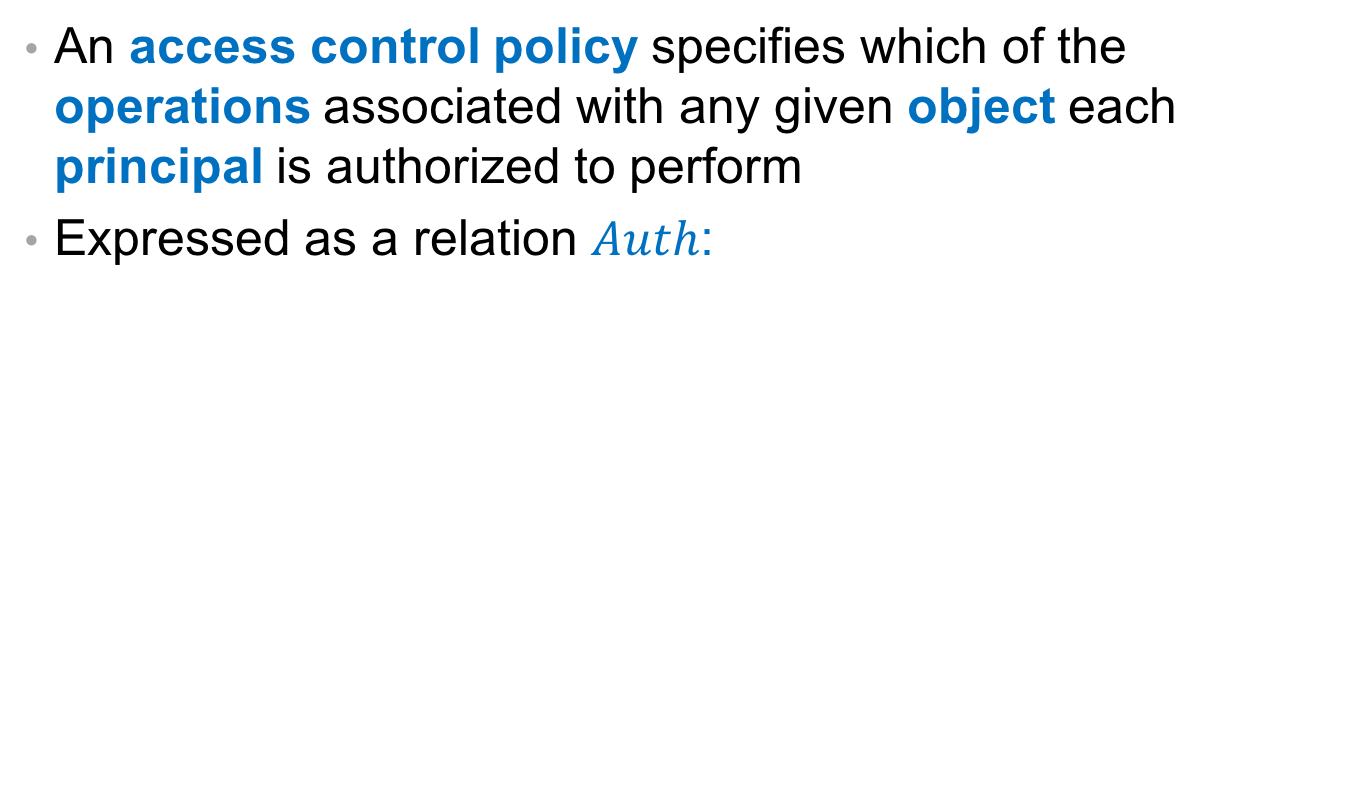 • An access control policy specifies which of the
operations associated with any given object each
principal is authorized to perform
• Expressed as a relation Auth: